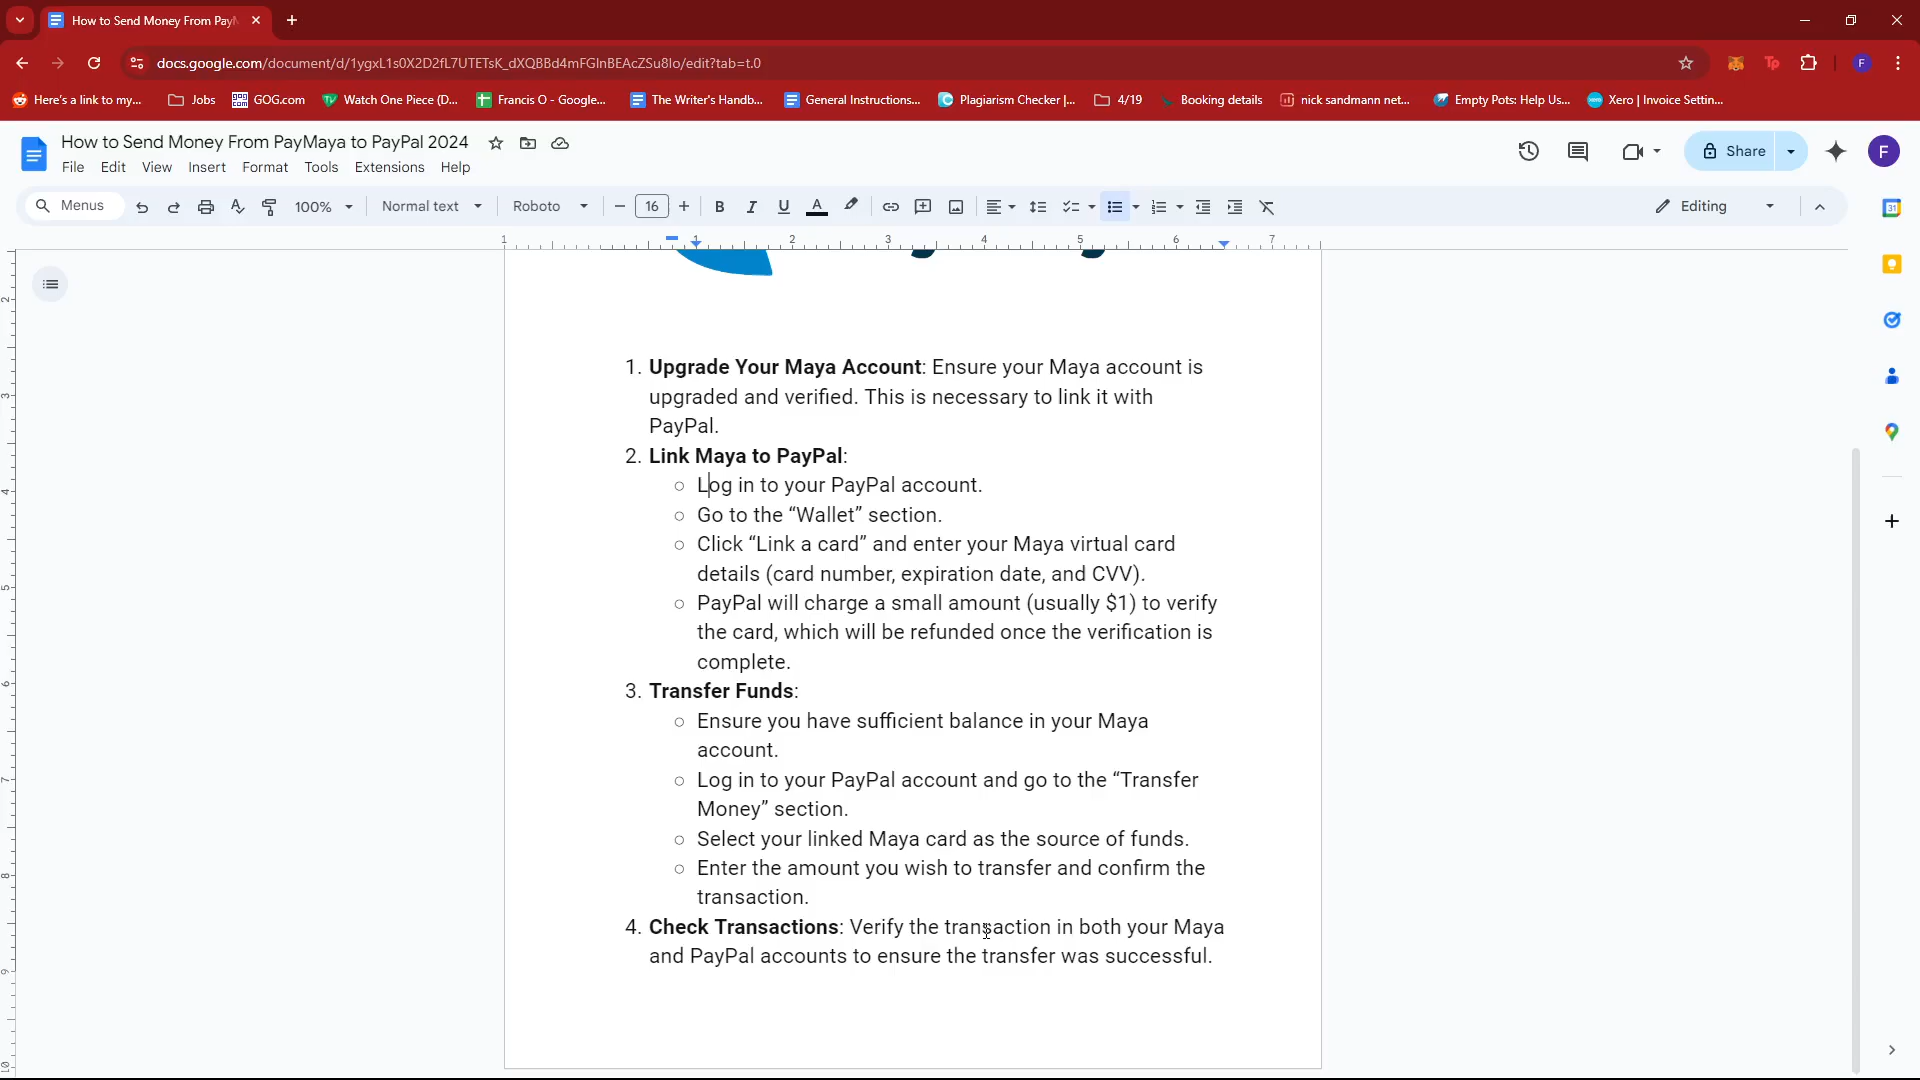 How to Send Money From PayM
docs.google.com/document/d/1ygxL1s0X2D2fL7UTETsK_dXQBBd4mFGlnBEAcZSu8lo/edit?tab=t.0
Here's a link to my... Jobs GOG.com Watch One Piece (D... Francis O - Google... The Writer's Handb... General Instructions... Plagiarism Checker |... 4/19 Booking details nick sandmann net... Empty Pots: Help Us... Xero | Invoice Settin...
How to Send Money From PayMaya to PayPal 2024
File Edit View Insert Format Tools Extensions Help
Share
F
Menus 100% Normal text Roboto 16 Editing
1 1 2 3 4 5 6 7
1. Upgrade Your Maya Account: Ensure your Maya account is
upgraded and verified. This is necessary to link it with
PayPal.
2. Link Maya to PayPal:
Log in to your PayPal account.
Go to the “Wallet” section.
Click “Link a card” and enter your Maya virtual card
details (card number, expiration date, and CVV).
PayPal will charge a small amount (usually $1) to verify
the card, which will be refunded once the verification is
complete.
3. Transfer Funds:
Ensure you have sufficient balance in your Maya
account.
Log in to your PayPal account and go to the “Transfer
Money” section.
Select your linked Maya card as the source of funds.
Enter the amount you wish to transfer and confirm the
transaction.
4. Check Transactions: Verify the transaction in both your Maya
and PayPal accounts to ensure the transfer was successful.